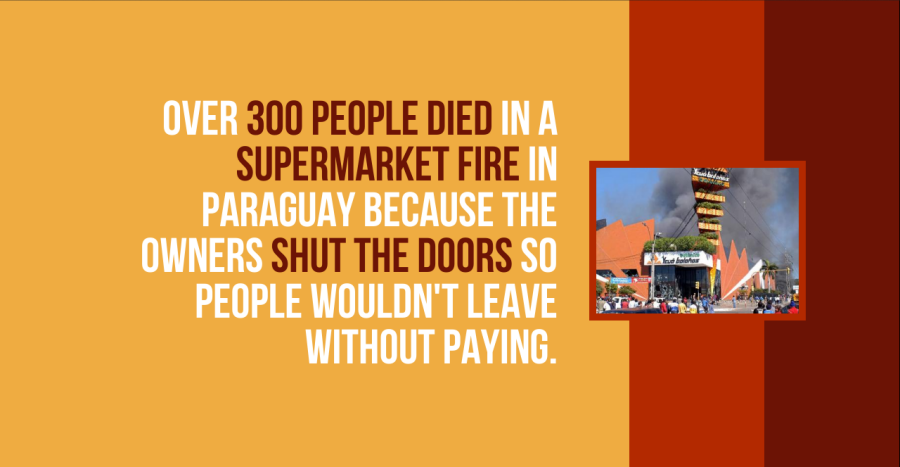 OVER 300 PEOPLE DIED IN A
SUPERMARKET FIRE IN
PARAGUAY BECAUSE THE
OWNERS SHUT THE DOORS SO
PEOPLE WOULDN'T LEAVE
WITHOUT PAYING.